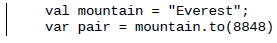 val mountain = "Everest";
var pair = mountain.to(8848)